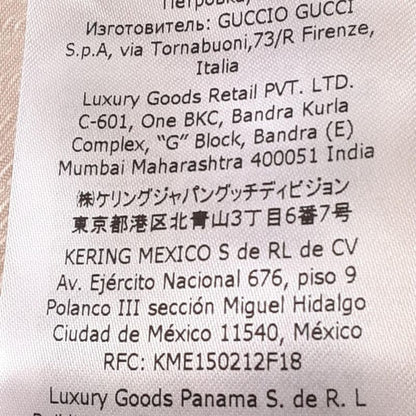 Петровка,
Изготовитель: GUCCIO GUCCI
S.p.A, via Tornabuoni,73/R Firenze,
Italia
Luxury Goods Retail PVT. LTD.
C-601, One BKC, Bandra Kurla
Complex, “G” Block, Bandra (E)
Mumbai Maharashtra 400051 India
㈱ケリングジャパングッチディビジョン
東京都港区北青山3丁目6番7号
KERING MEXICO S de RL de CV
Av. Ejército Nacional 676, piso 9
Polanco III sección Miguel Hidalgo
Ciudad de México 11540, México
RFC: KME150212F18
Luxury Goods Panama S. de R. L